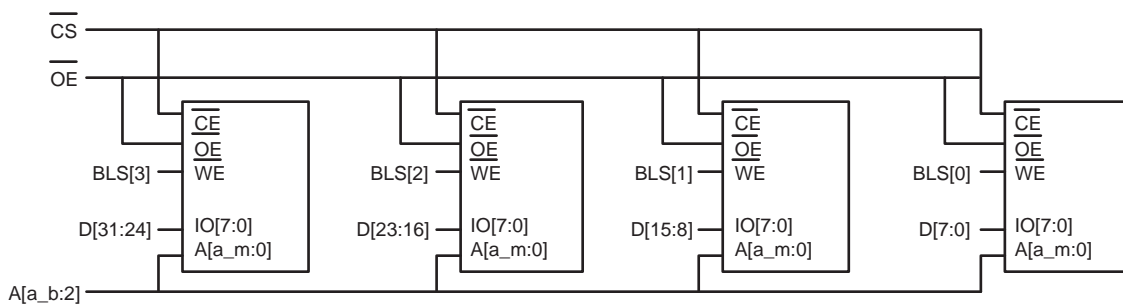 CS
OE
CE
OE
BLS[3] WE
D[31:24] IO[7:0]
A[a_m:0]
CE
OE
BLS[2] WE
D[23:16] IO[7:0]
A[a_m:0]
CE
OE
BLS[1] WE
D[15:8] IO[7:0]
A[a_m:0]
CE
OE
BLS[0] WE
D[7:0] IO[7:0]
A[a_m:0]
A[a_b:2]